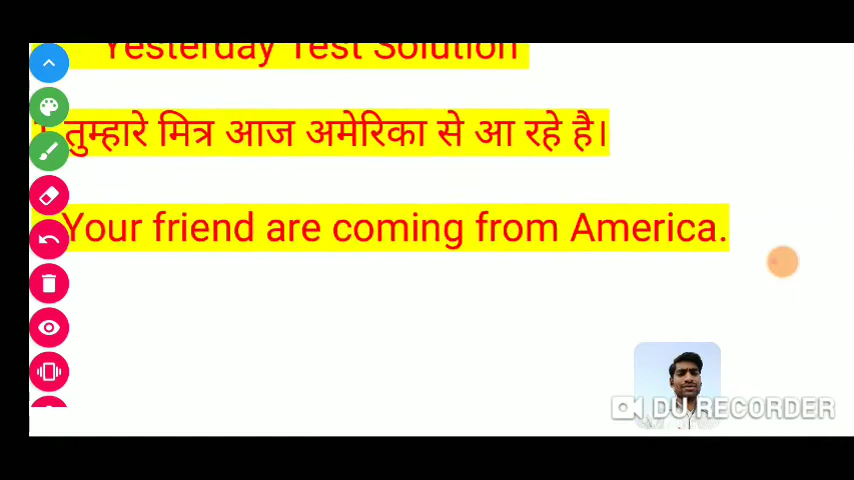 Yesterday Test Solution
तुम्हारे मित्र आज अमेरिका से आ रहे है।
Your friend are coming from America.
DU RECORDER